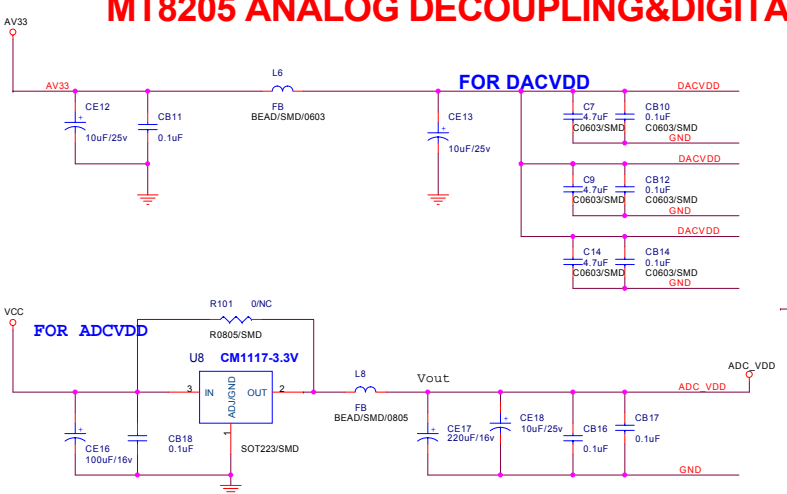 MT8205 ANALOG DECOUPLING&DIGITA
AV33
AV33
L6
FB
BEAD/SMD/0603
FOR DACVDD
DACVDD
CE12
10uF/25v
CB11
0.1uF
CE13
10uF/25v
C7
4.7uF
C0603/SMD
CB10
0.1uF
C0603/SMD
GND
DACVDD
C9
4.7uF
C0603/SMD
CB12
0.1uF
C0603/SMD
GND
DACVDD
C14
4.7uF
C0603/SMD
CB14
0.1uF
C0603/SMD
GND
VCC
FOR ADCVDD
R101 0/NC
R0805/SMD
U8 CM1117-3.3V
3 IN OUT 2
ADJ/GND
1
SOT223/SMD
L8
FB
BEAD/SMD/0805
Vout
ADC_VDD
ADC_VDD
CE16
100uF/16v
CB18
0.1uF
CE17
220uF/16v
CE18
10uF/25v
CB16
0.1uF
CB17
0.1uF
GND